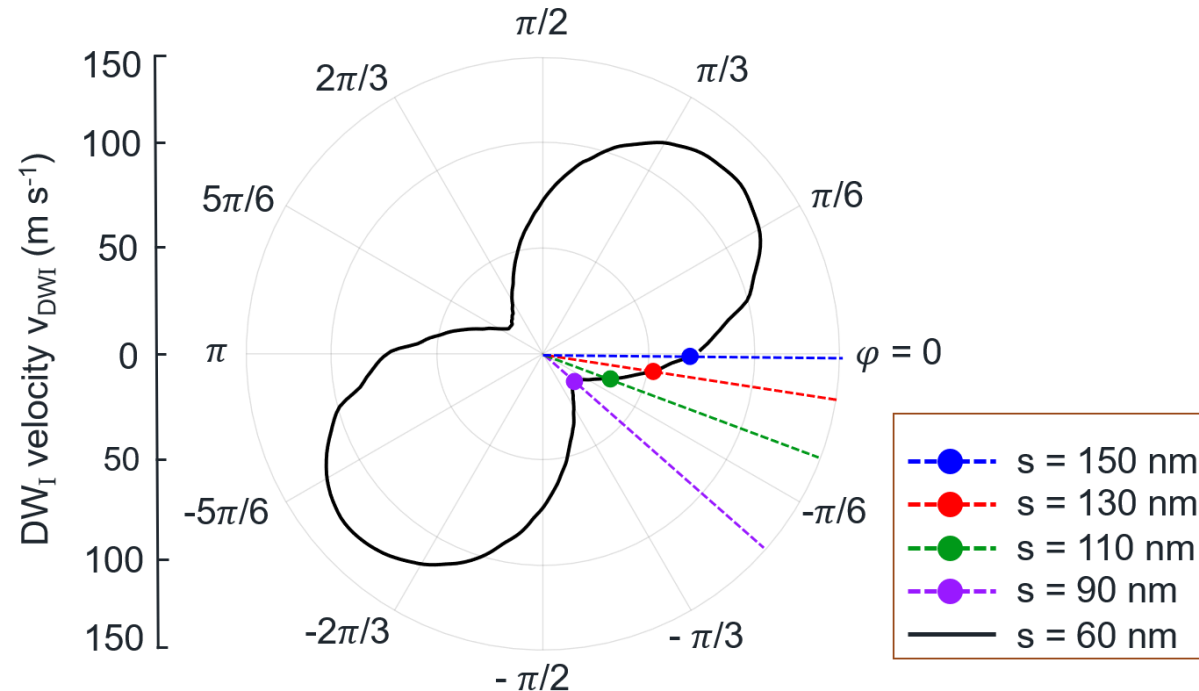 π/2
2π/3
π/3
5π/6
π/6
π
φ = 0
-5π/6
-π/6
-2π/3
- π/3
- π/2
DW_I velocity v_DWI (m s^-1)
150
100
50
0
50
100
150
s = 150 nm
s = 130 nm
s = 110 nm
s = 90 nm
s = 60 nm